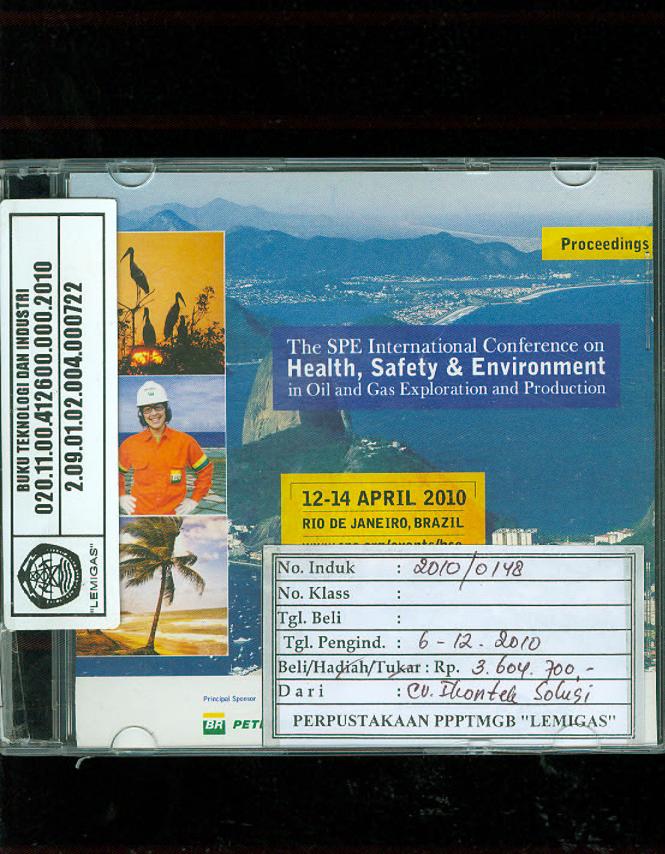 BUKU TEKNOLOGI DAN INDUSTRI
020.11.00.412600.000.2010
2.09.01.02.004.000722
"LEMIGAS"
Proceedings
The SPE International Conference on
Health, Safety & Environment
in Oil and Gas Exploration and Production
12-14 APRIL 2010
RIO DE JANEIRO, BRAZIL
No. Induk : 2010/0148
No. Klass :
Tgl. Beli :
Tgl. Pengind. : 6-12.2010
Beli/Hadiah/Tukar : Rp. 3.604.700,-
Dari : CV. Ikontek Solusi
PERPUSTAKAAN PPPTMGB "LEMIGAS"
Principal Sponsor
BR PET